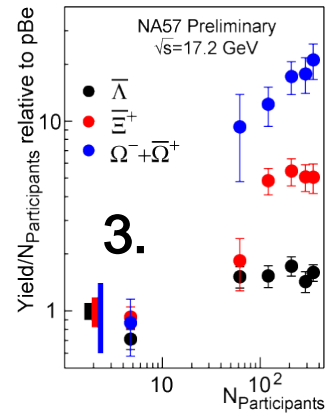 NA57 Preliminary
√s=17.2 GeV
Λ̅
Ξ̅⁺
Ω⁻+Ω̅⁺
3.
Yield/N_Participants relative to pBe
10
1
10
10²
N_Participants